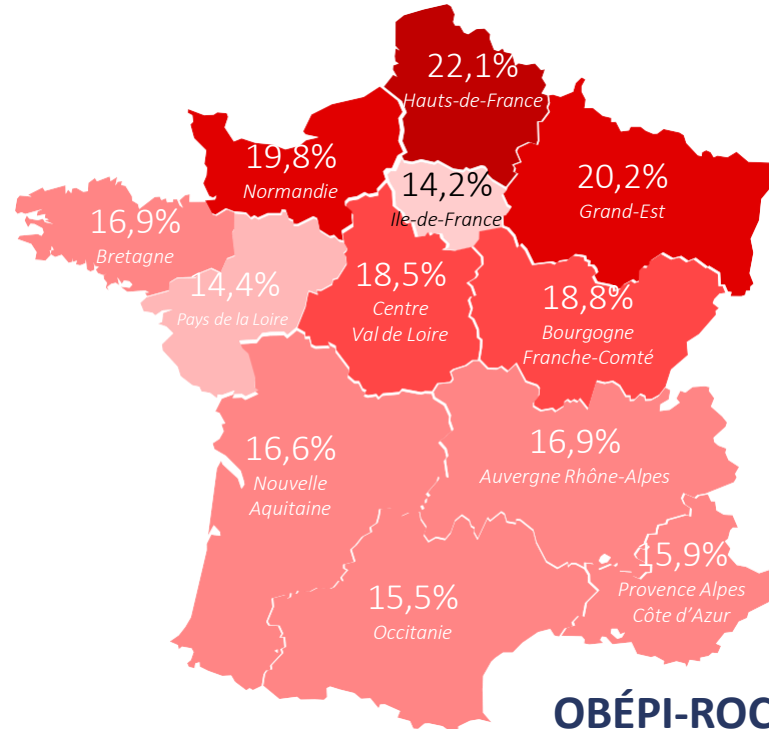 22,1%
Hauts-de-France
19,8%
Normandie
14,2%
Ile-de-France
20,2%
Grand-Est
16,9%
Bretagne
14,4%
Pays de la Loire
18,5%
Centre
Val de Loire
18,8%
Bourgogne
Franche-Comté
16,6%
Nouvelle
Aquitaine
16,9%
Auvergne Rhône-Alpes
15,9%
Provence Alpes
Côte d’Azur
15,5%
Occitanie
OBÉPI-ROC